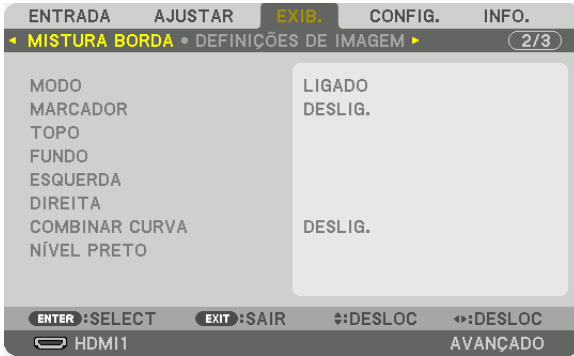 ENTRADA AJUSTAR EXIB. CONFIG. INFO.
MISTURA BORDA • DEFINIÇÕES DE IMAGEM 2/3
MODO LIGADO
MARCADOR DESLIG.
TOPO
FUNDO
ESQUERDA
DIREITA
COMBINAR CURVA DESLIG.
NÍVEL PRETO
ENTER :SELECT EXIT :SAIR :DESLOC :DESLOC
HDMI1 AVANÇADO